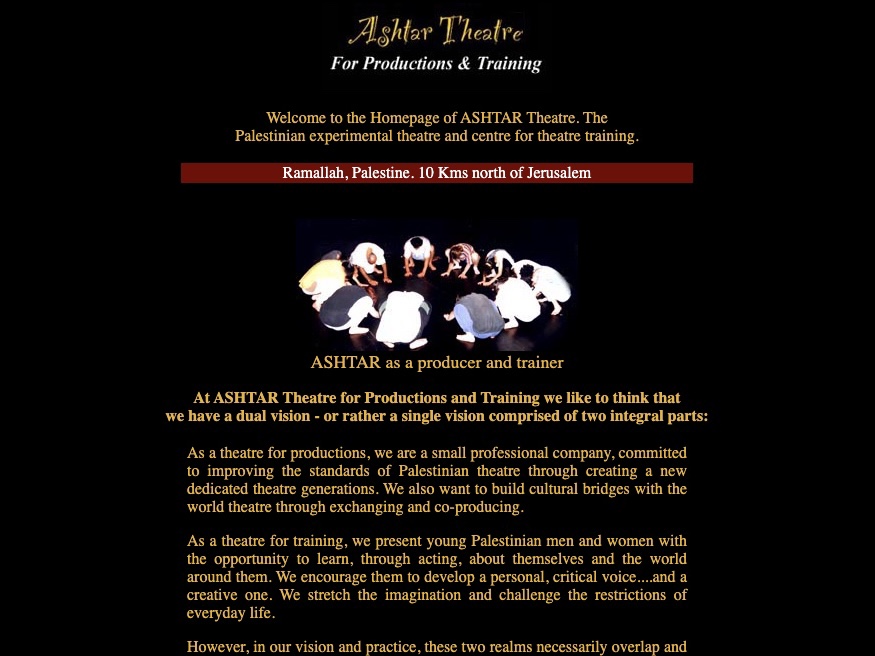 Ashtar Theatre
For Productions & Training
Welcome to the Homepage of ASHTAR Theatre. The
Palestinian experimental theatre and centre for theatre training.
Ramallah, Palestine. 10 Kms north of Jerusalem
ASHTAR as a producer and trainer
At ASHTAR Theatre for Productions and Training we like to think that
we have a dual vision - or rather a single vision comprised of two integral parts:
As a theatre for productions, we are a small professional company, committed
to improving the standards of Palestinian theatre through creating a new
dedicated theatre generations. We also want to build cultural bridges with the
world theatre through exchanging and co-producing.
As a theatre for training, we present young Palestinian men and women with
the opportunity to learn, through acting, about themselves and the world
around them. We encourage them to develop a personal, critical voice....and a
creative one. We stretch the imagination and challenge the restrictions of
everyday life.
However, in our vision and practice, these two realms necessarily overlap and